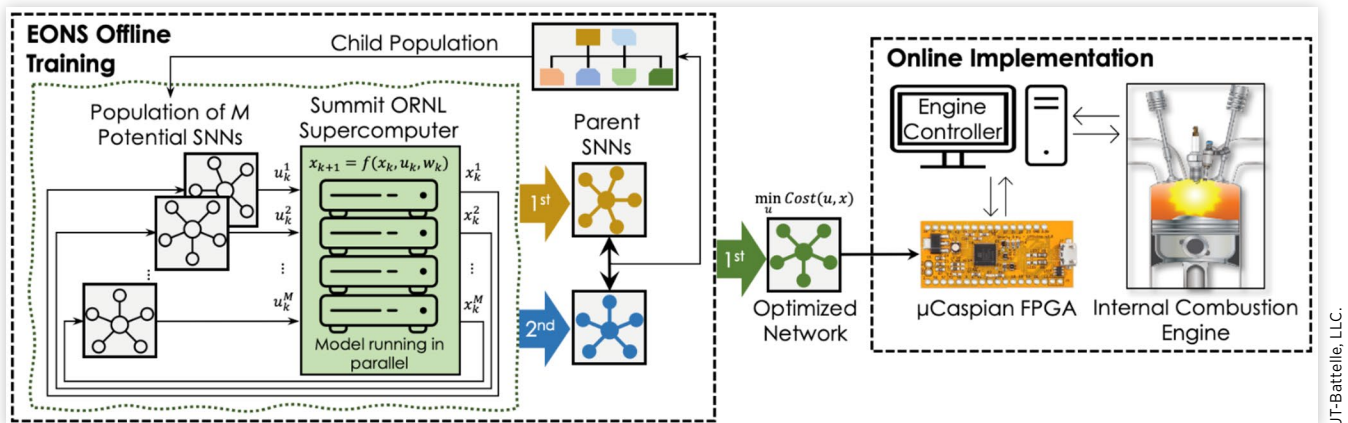 EONS Offline
Training
Child Population
Population of M
Potential SNNs
Summit ORNL
Supercomputer
x_{k+1} = f(x_k, u_k, w_k)
u_k^1
x_k^1
u_k^2
x_k^2
⋮
⋮
⋮
u_k^M
x_k^M
Model running in
parallel
Parent
SNNs
1st
2nd
1st
min Cost(u, x)
u
Optimized
Network
Online Implementation
Engine
Controller
µCaspian FPGA
Internal Combustion
Engine
UT-Battelle, LLC.